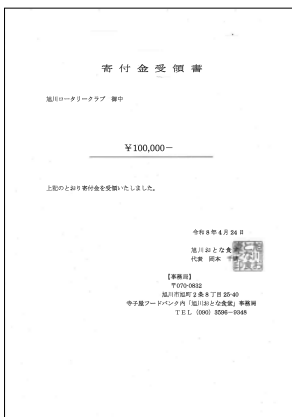 寄付金受領書
旭川ロータリークラブ　御中
￥100,000−
上記のとおり寄付金を受領いたしました。
令和8年4月24日
旭川おとな食堂
代表　岡本　千晴
【事務局】
〒070-0832
旭川市旭町2条8丁目25-40
寺子屋フードバンク内「旭川おとな食堂」事務局
ＴＥＬ（090）3596−9348